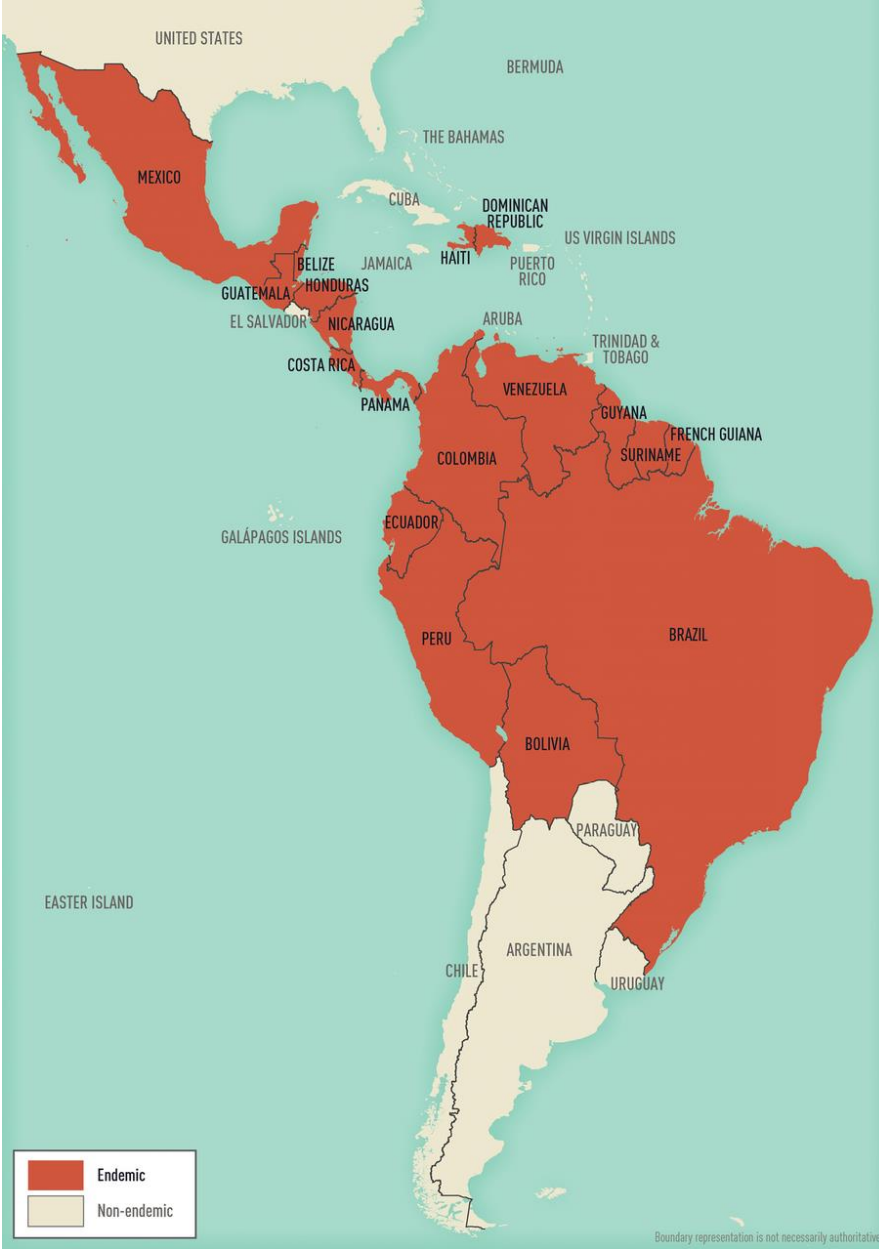 UNITED STATES
BERMUDA
THE BAHAMAS
MEXICO
CUBA
DOMINICAN
REPUBLIC
US VIRGIN ISLANDS
HAITI
PUERTO
RICO
JAMAICA
BELIZE
HONDURAS
GUATEMALA
EL SALVADOR
NICARAGUA
ARUBA
TRINIDAD &
TOBAGO
COSTA RICA
PANAMA
VENEZUELA
GUYANA
FRENCH GUIANA
SURINAME
COLOMBIA
ECUADOR
GALÁPAGOS ISLANDS
PERU
BRAZIL
BOLIVIA
PARAGUAY
EASTER ISLAND
ARGENTINA
CHILE
URUGUAY
Endemic
Non-endemic
Boundary representation is not necessarily authoritative